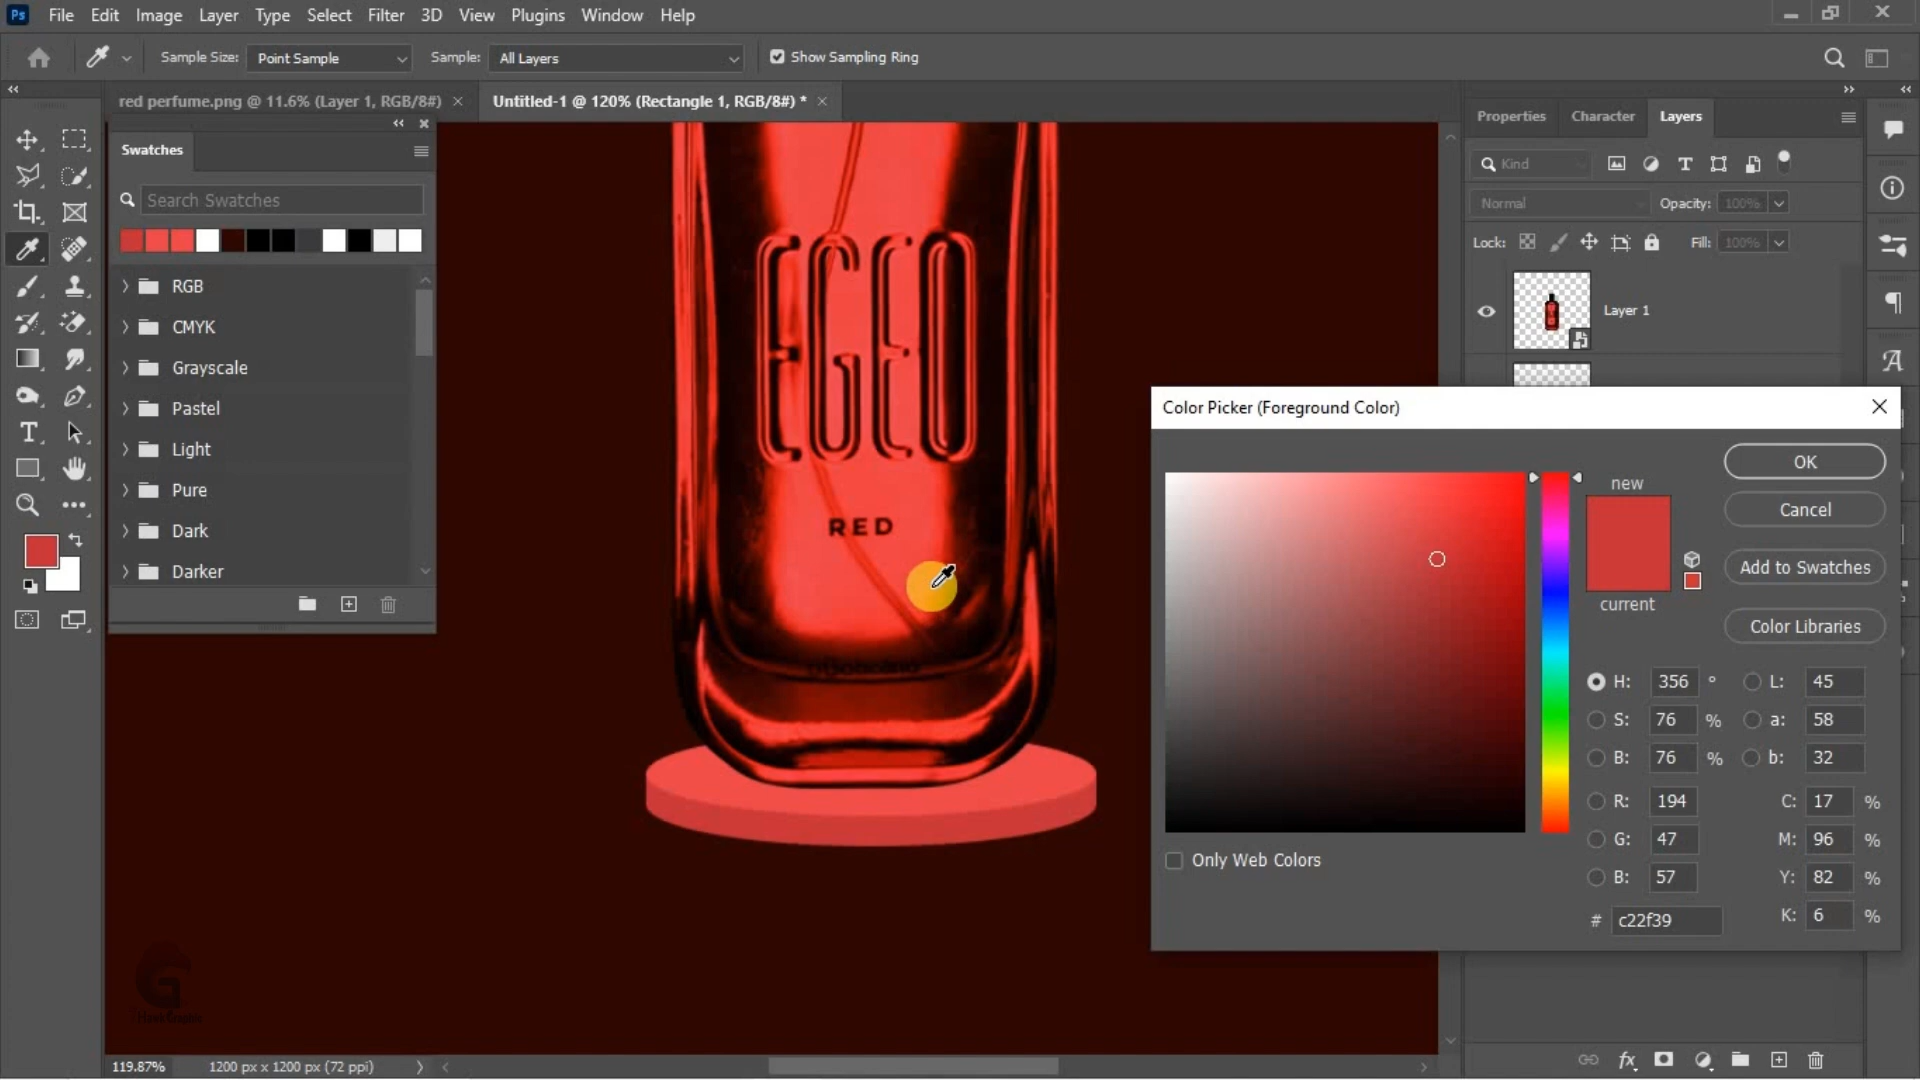 Ps File Edit Image Layer Type Select Filter 3D View Plugins Window Help
Sample Size: Point Sample Sample: All Layers Show Sampling Ring
red perfume.png @ 11.6% (Layer 1, RGB/8#) × Untitled-1 @ 120% (Rectangle 1, RGB/8#) * ×
Properties Character Layers
Swatches
Kind
Search Swatches
Normal Opacity: 100%
Lock: Fill: 100%
RGB
CMYK
Grayscale
Pastel
Light
Pure
Dark
Darker
EGEO
RED
Layer 1
Color Picker (Foreground Color)
OK
new
Cancel
Add to Swatches
current
Color Libraries
H: 356 ° L: 45
S: 76 % a: 58
B: 76 % b: 32
R: 194 C: 17 %
G: 47 M: 96 %
Only Web Colors
B: 57 Y: 82 %
# c22f39 K: 6 %
119.87% 1200 px x 1200 px (72 ppi)